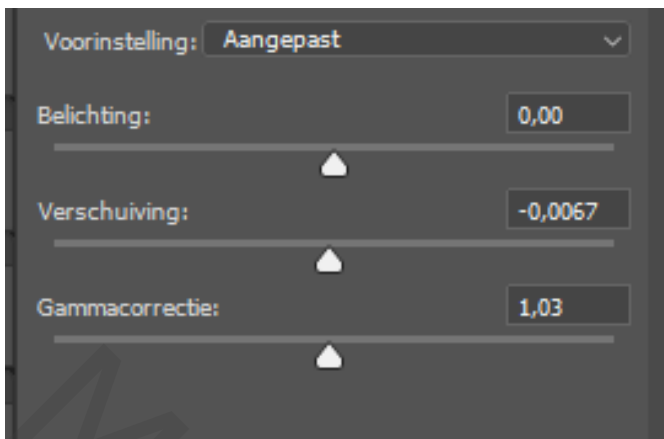 Voorinstelling: Aangepast
Belichting: 0,00
Verschuiving: -0,0067
Gammacorrectie: 1,03